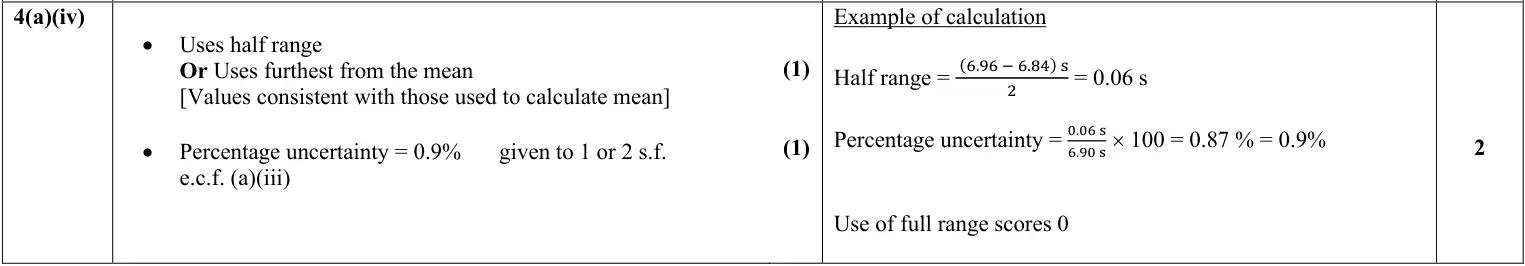 4(a)(iv)
• Uses half range
Or Uses furthest from the mean
[Values consistent with those used to calculate mean]
(1)
• Percentage uncertainty = 0.9% given to 1 or 2 s.f.
e.c.f. (a)(iii)
(1)
Example of calculation
Half range = (6.96 − 6.84) s / 2 = 0.06 s
Percentage uncertainty = 0.06 s / 6.90 s × 100 = 0.87 % = 0.9%
Use of full range scores 0
2